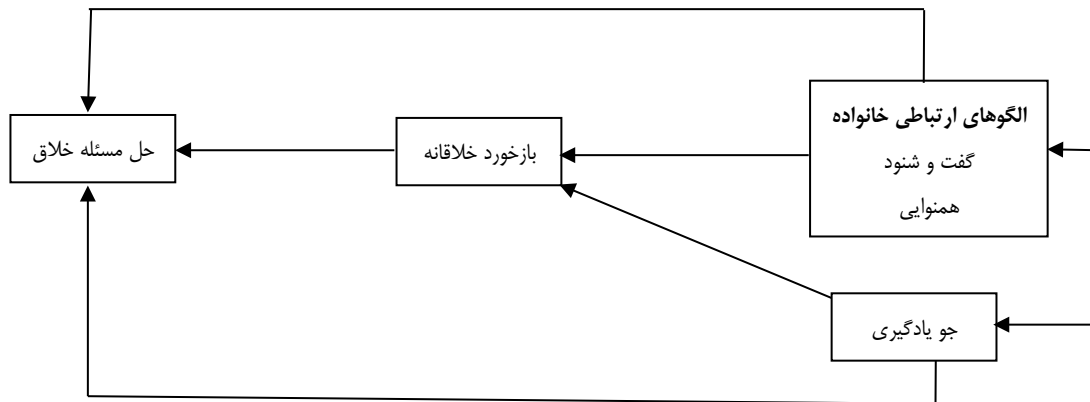 الگوهای ارتباطی خانواده
گفت و شنود
همنوایی
بازخورد خلاقانه
حل مسئله خلاق
جو یادگیری